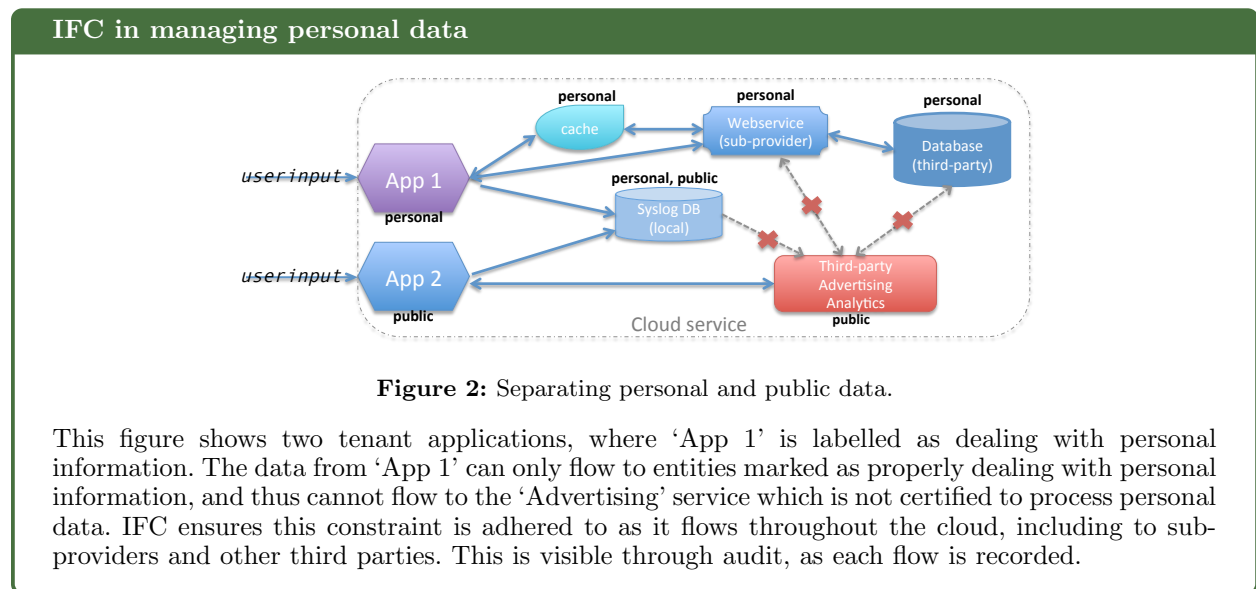 IFC in managing personal data
personal
cache
personal
Webservice
(sub-provider)
personal
Database
(third-party)
userinput
App 1
personal
personal, public
Syslog DB
(local)
userinput
App 2
public
Third-party
Advertising
Analytics
public
Cloud service
Figure 2: Separating personal and public data.
This figure shows two tenant applications, where ‘App 1’ is labelled as dealing with personal
information. The data from ‘App 1’ can only flow to entities marked as properly dealing with personal
information, and thus cannot flow to the ‘Advertising’ service which is not certified to process personal
data. IFC ensures this constraint is adhered to as it flows throughout the cloud, including to sub-
providers and other third parties. This is visible through audit, as each flow is recorded.